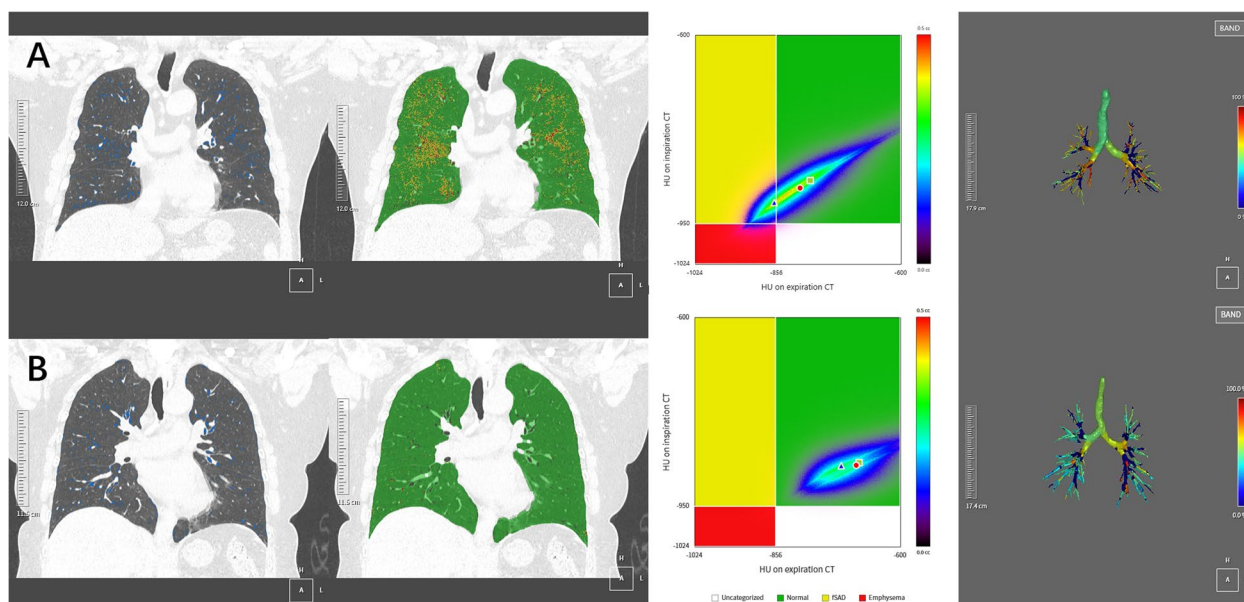 A
12.0 cm
12.0 cm
H
A
L
H
A
L
HU on inspiration CT
-600
-950
-1024
-1024
-856
-600
HU on expiration CT
0.5 cc
0.0 cc
BAND
100
17.9 cm
0
H
A
B
11.5 cm
11.5 cm
H
A
L
H
A
L
HU on inspiration CT
-600
-950
-1024
-1024
-856
-600
HU on expiration CT
0.5 cc
0.0 cc
Uncategorized
Normal
fSAD
Emphysema
BAND
100.0
17.4 cm
0.0
H
A